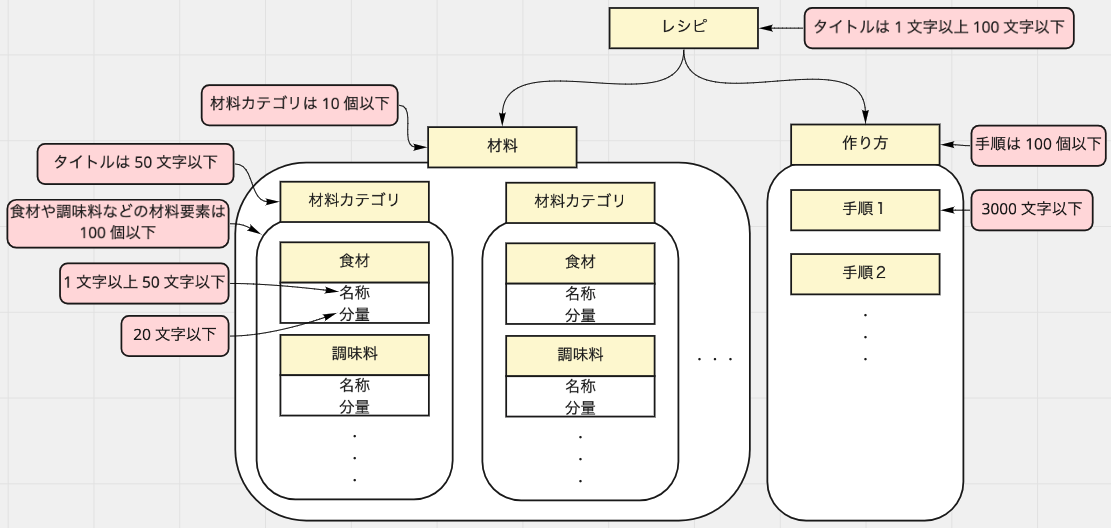 レシピ
タイトルは 1 文字以上 100 文字以下
材料カテゴリは 10 個以下
材料
作り方
手順は 100 個以下
タイトルは 50 文字以下
材料カテゴリ
材料カテゴリ
手順 1
3000 文字以下
食材や調味料などの材料要素は
100 個以下
食材
食材
手順 2
1 文字以上 50 文字以下
名称
名称
分量
分量
20 文字以下
調味料
調味料
名称
名称
分量
分量